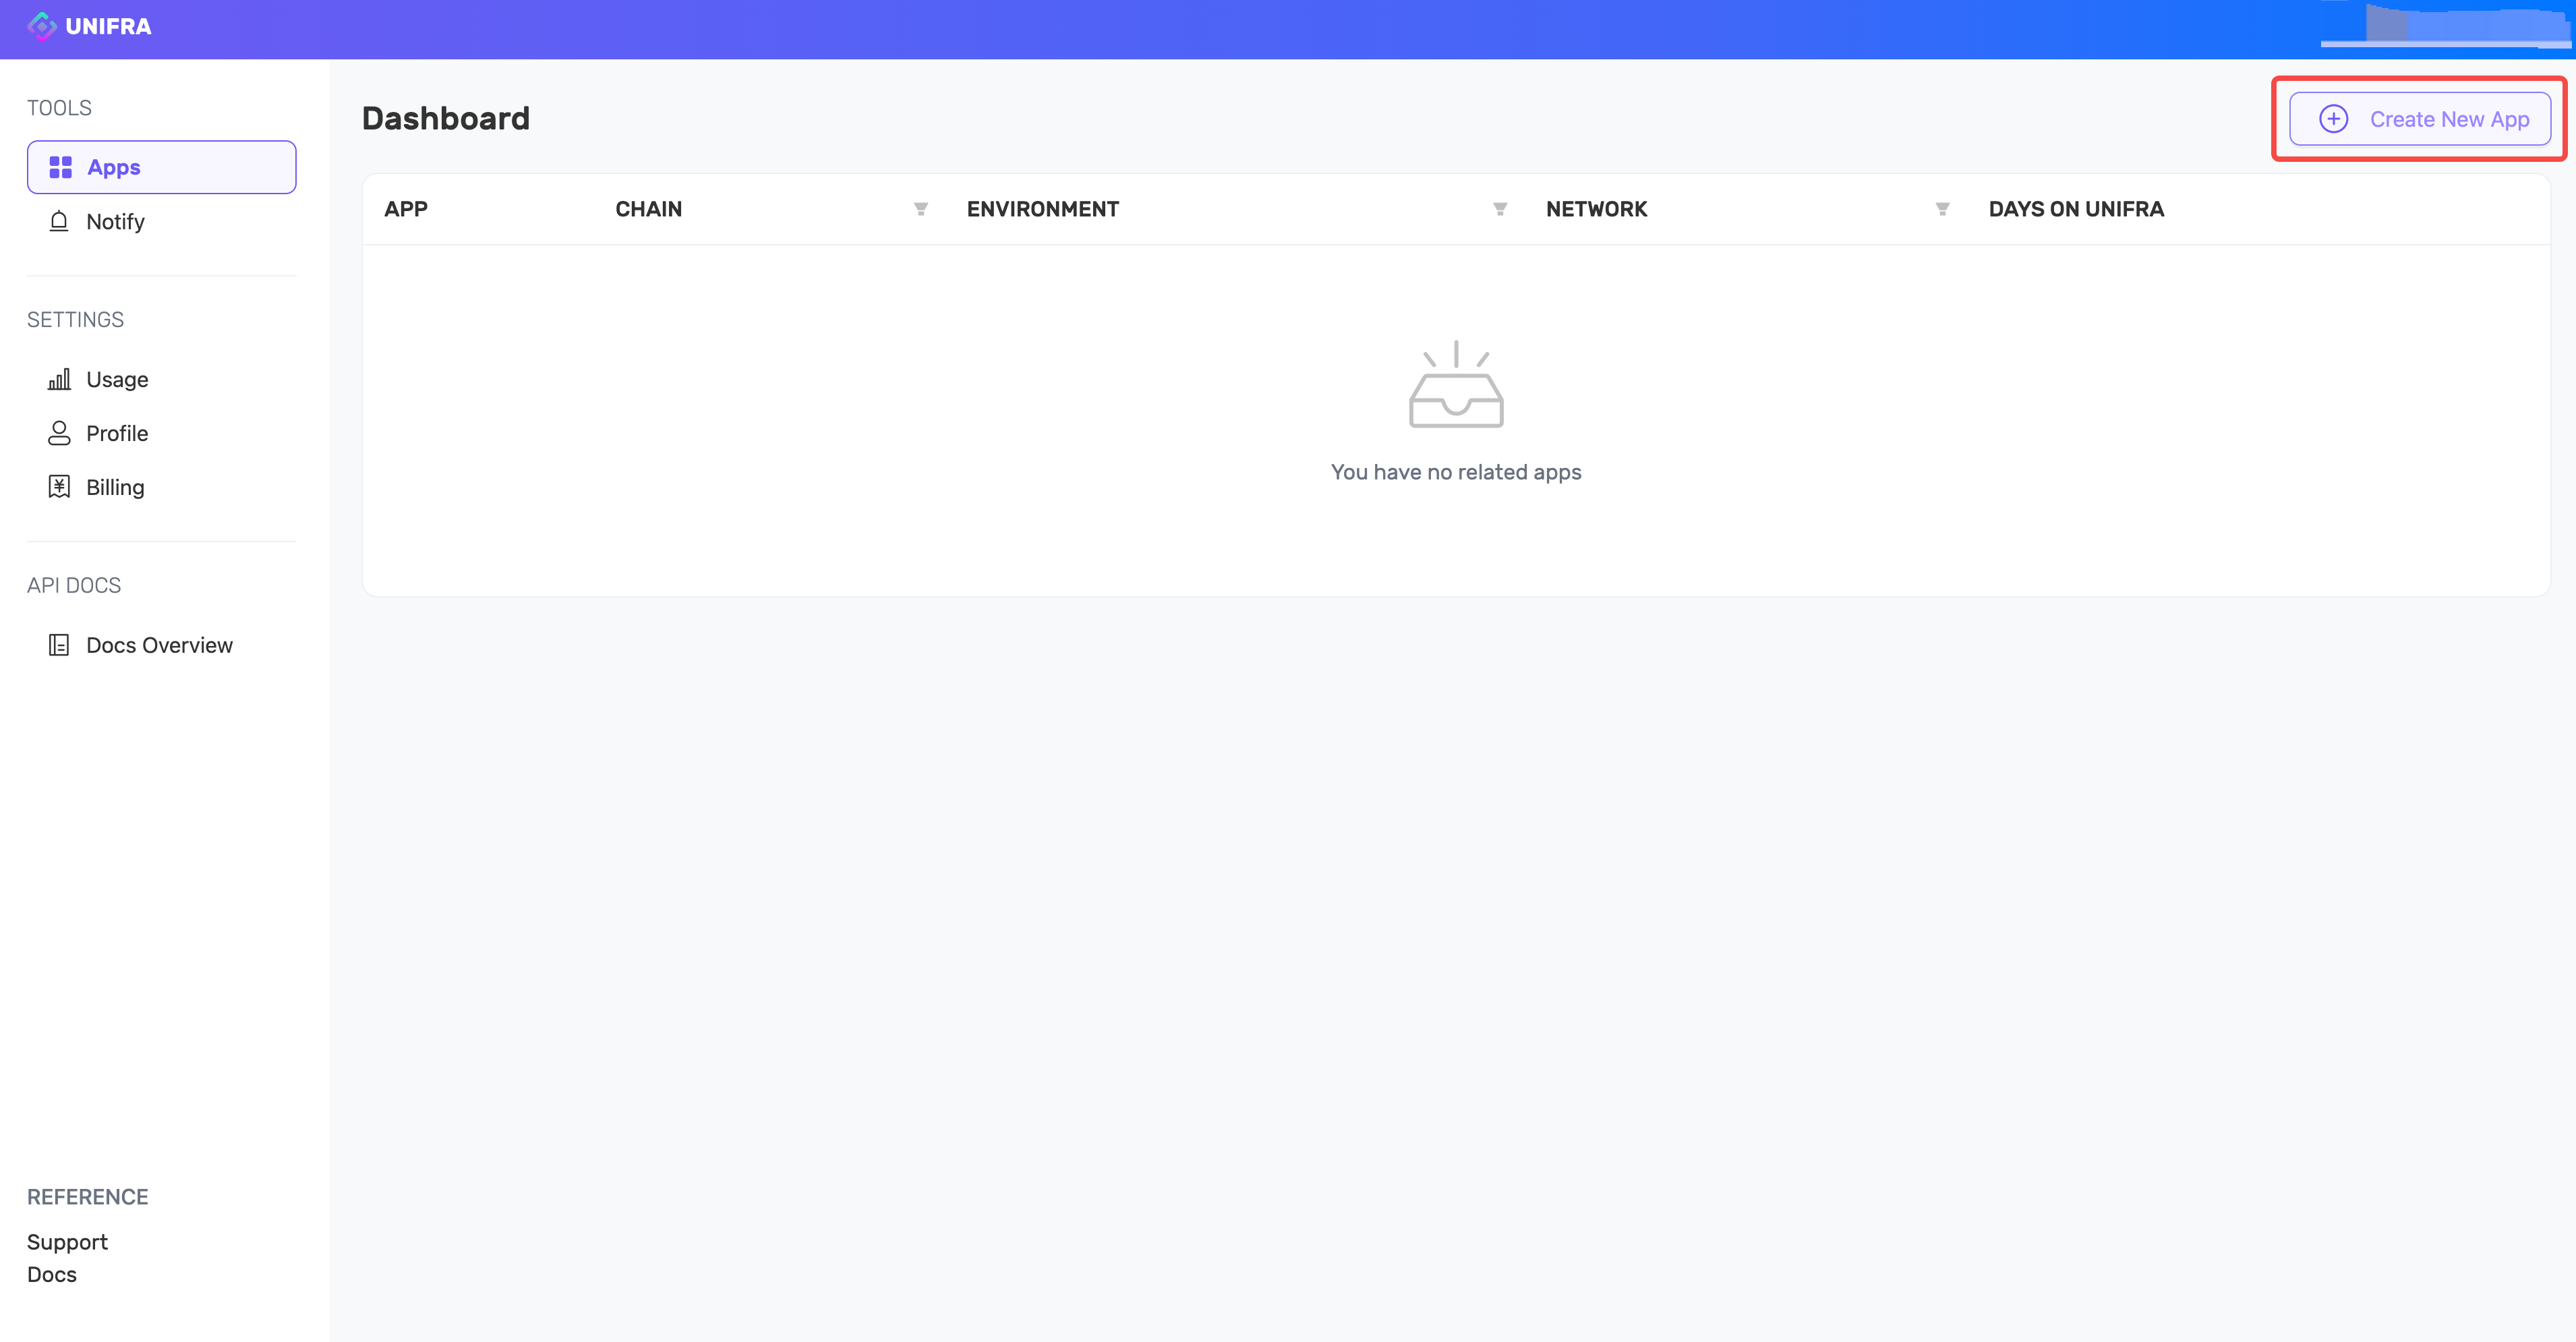 UNIFRA
TOOLS
Apps
Notify
SETTINGS
Usage
Profile
Billing
API DOCS
Docs Overview
REFERENCE
Support
Docs
Dashboard
Create New App
APP CHAIN ENVIRONMENT NETWORK DAYS ON UNIFRA
You have no related apps